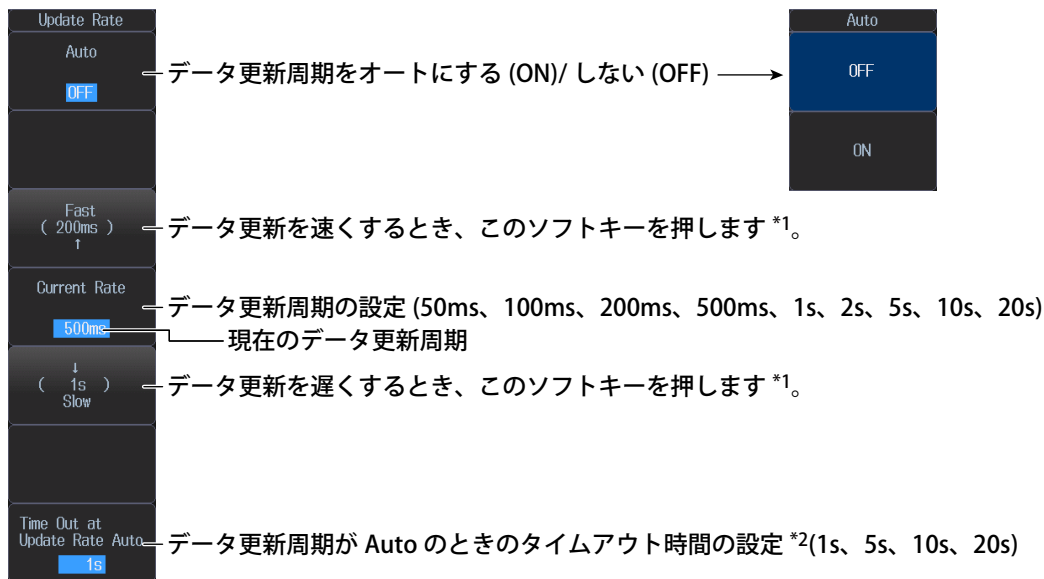 Update Rate
Auto
OFF
データ更新周期をオートにする (ON)/ しない (OFF)
Auto
OFF
ON
Fast
( 200ms )
↑
データ更新を速くするとき、このソフトキーを押します *1。
Current Rate
500ms
データ更新周期の設定 (50ms、100ms、200ms、500ms、1s、2s、5s、10s、20s)
現在のデータ更新周期
↓
( 1s )
Slow
データ更新を遅くするとき、このソフトキーを押します *1。
Time Out at
Update Rate Auto
1s
データ更新周期が Auto のときのタイムアウト時間の設定 *2(1s、5s、10s、20s)